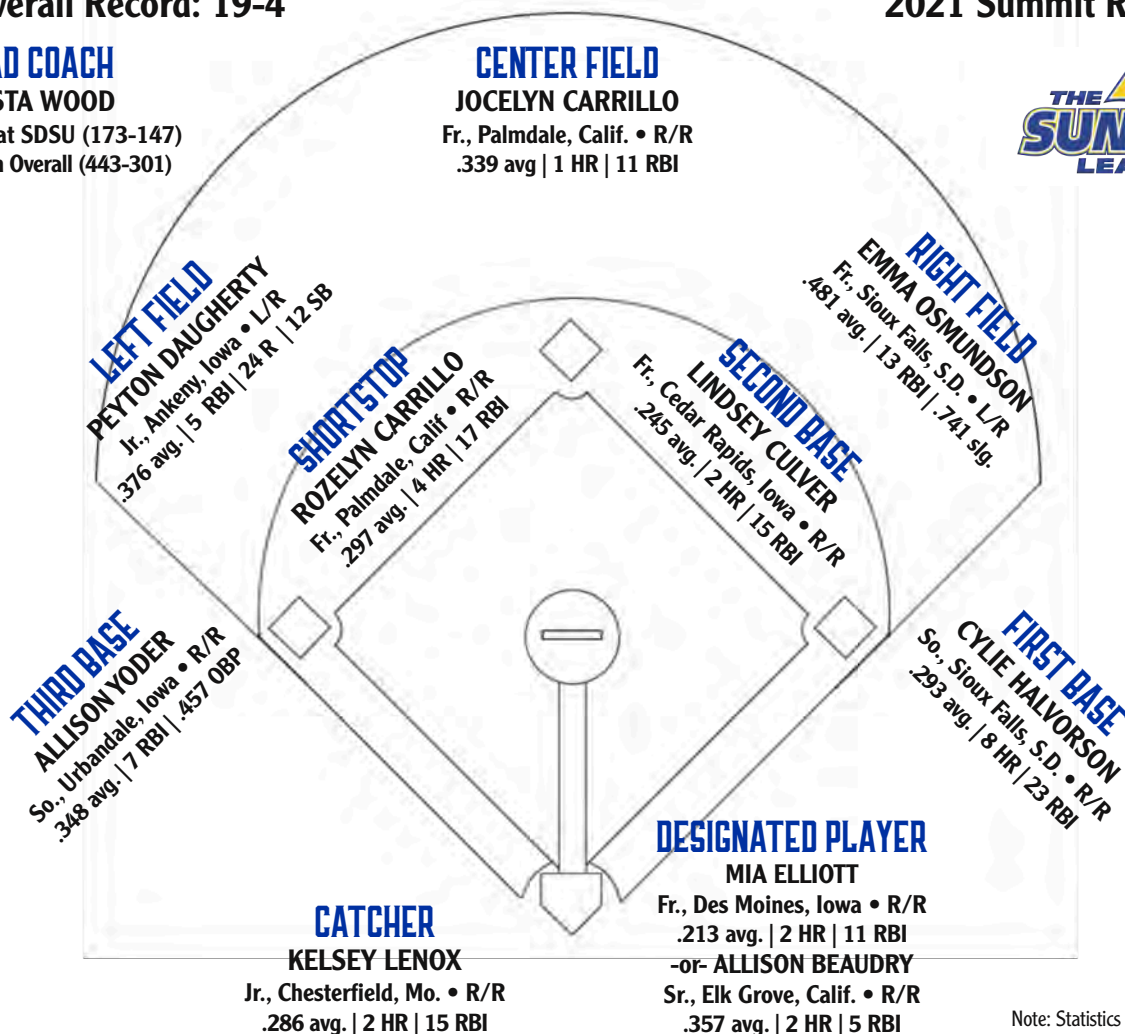 verall Record: 19-4
2021 Summit R
AD COACH
STA WOOD
at SDSU (173-147)
n Overall (443-301)
CENTER FIELD
JOCELYN CARRILLO
Fr., Palmdale, Calif. • R/R
.339 avg | 1 HR | 11 RBI
THE
SUM
LEA
LEFT FIELD
PEYTON DAUGHERTY
Jr., Ankeny, Iowa • L/R
.376 avg. | 5 RBI | 24 R | 12 SB
SHORTSTOP
ROZELYN CARRILLO
Fr., Palmdale, Calif • R/R
.297 avg. | 4 HR | 17 RBI
SECOND BASE
LINDSEY CULVER
Fr., Cedar Rapids, Iowa • R/R
.245 avg. | 2 HR | 15 RBI
RIGHT FIELD
EMMA OSMUNDSON
Fr., Sioux Falls, S.D. • L/R
.481 avg. | 13 RBI | .741 slg.
THIRD BASE
ALLISON YODER
So., Urbandale, Iowa • R/R
.348 avg. | 7 RBI | .457 OBP
FIRST BASE
CYLIE HALVORSON
So., Sioux Falls, S.D. • R/R
.293 avg. | 8 HR | 23 RBI
CATCHER
KELSEY LENOX
Jr., Chesterfield, Mo. • R/R
.286 avg. | 2 HR | 15 RBI
DESIGNATED PLAYER
MIA ELLIOTT
Fr., Des Moines, Iowa • R/R
.213 avg. | 2 HR | 11 RBI
-or- ALLISON BEAUDRY
Sr., Elk Grove, Calif. • R/R
.357 avg. | 2 HR | 5 RBI
Note: Statistics